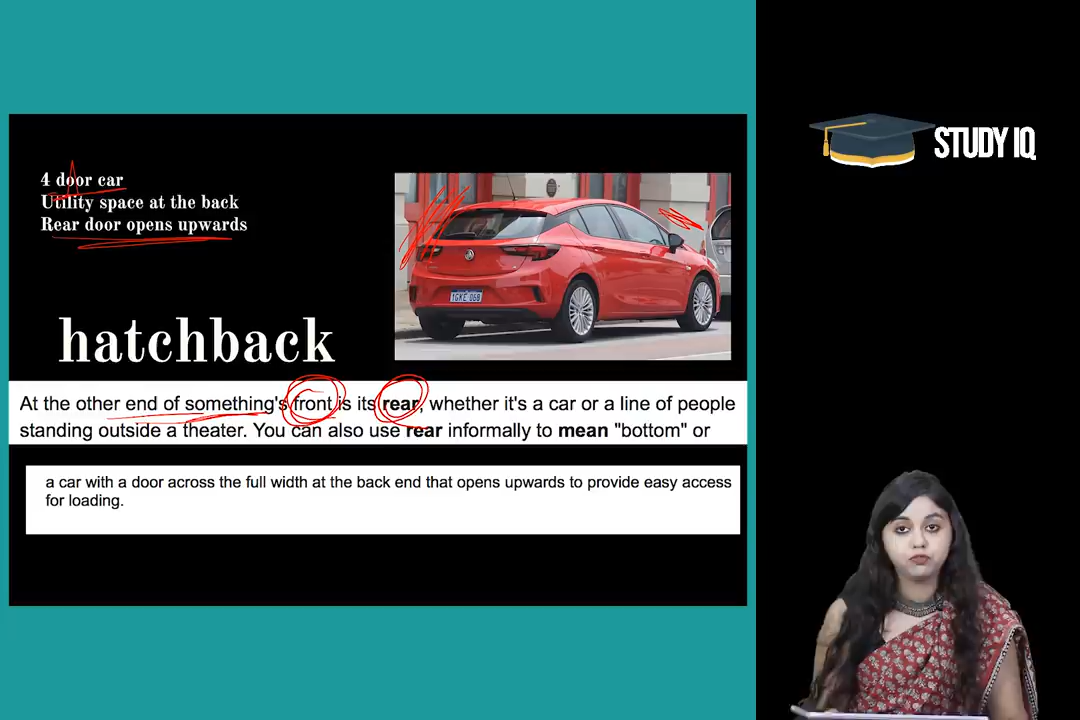 4 door car
Utility space at the back
Rear door opens upwards
hatchback
At the other end of something's front is its rear, whether it's a car or a line of people
standing outside a theater. You can also use rear informally to mean "bottom" or
a car with a door across the full width at the back end that opens upwards to provide easy access
for loading.
STUDY IQ